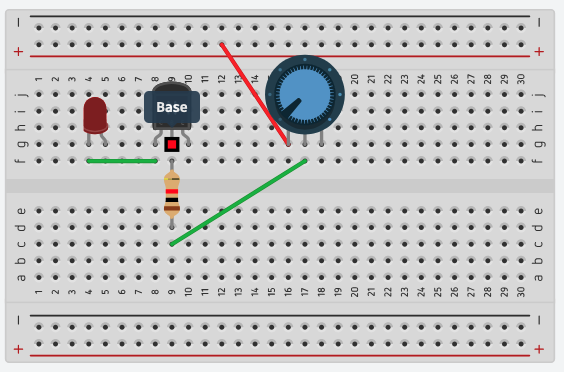 − −
+ +
1 2 3 4 5 6 7 8 9 10 11 12 13 14 15 16 17 18 19 20 21 22 23 24 25 26 27 28 29 30
j j
Base
i i
h h
g g
f f
e e
d d
c c
b b
a a
1 2 3 4 5 6 7 8 9 10 11 12 13 14 15 16 17 18 19 20 21 22 23 24 25 26 27 28 29 30
− −
+ +